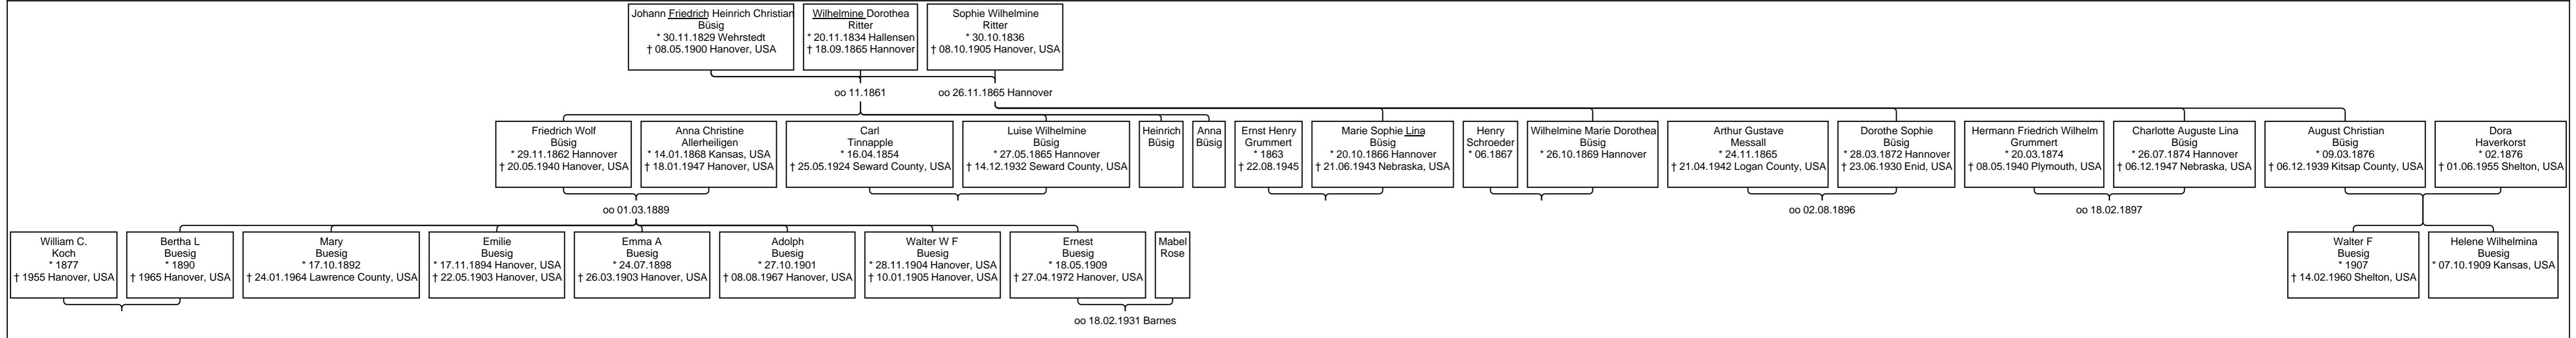 Johann Friedrich Heinrich Christian
Büsig
* 30.11.1829 Wehrstedt
† 08.05.1900 Hanover, USA
Wilhelmine Dorothea
Ritter
* 20.11.1834 Hallensen
† 18.09.1865 Hannover
Sophie Wilhelmine
Ritter
* 30.10.1836
† 08.10.1905 Hanover, USA
oo 11.1861
oo 26.11.1865 Hannover
Friedrich Wolf
Büsig
* 29.11.1862 Hannover
† 20.05.1940 Hanover, USA
Anna Christine
Allerheiligen
* 14.01.1868 Kansas, USA
† 18.01.1947 Hanover, USA
Carl
Tinnapple
* 16.04.1854
† 25.05.1924 Seward County, USA
Luise Wilhelmine
Büsig
* 27.05.1865 Hannover
† 14.12.1932 Seward County, USA
Heinrich
Büsig
Anna
Büsig
Ernst Henry
Grummert
* 1863
† 22.08.1945
Marie Sophie Lina
Büsig
* 20.10.1866 Hannover
† 21.06.1943 Nebraska, USA
Henry
Schroeder
* 06.1867
Wilhelmine Marie Dorothea
Büsig
* 26.10.1869 Hannover
Arthur Gustave
Messall
* 24.11.1865
† 21.04.1942 Logan County, USA
Dorothe Sophie
Büsig
* 28.03.1872 Hannover
† 23.06.1930 Enid, USA
Hermann Friedrich Wilhelm
Grummert
* 20.03.1874
† 08.05.1940 Plymouth, USA
Charlotte Auguste Lina
Büsig
* 26.07.1874 Hannover
† 06.12.1947 Nebraska, USA
August Christian
Büsig
* 09.03.1876
† 06.12.1939 Kitsap County, USA
Dora
Haverkorst
* 02.1876
† 01.06.1955 Shelton, USA
oo 01.03.1889
oo 02.08.1896
oo 18.02.1897
William C.
Koch
* 1877
† 1955 Hanover, USA
Bertha L
Buesig
* 1890
† 1965 Hanover, USA
Mary
Buesig
* 17.10.1892
† 24.01.1964 Lawrence County, USA
Emilie
Buesig
* 17.11.1894 Hanover, USA
† 22.05.1903 Hanover, USA
Emma A
Buesig
* 24.07.1898
† 26.03.1903 Hanover, USA
Adolph
Buesig
* 27.10.1901
† 08.08.1967 Hanover, USA
Walter W F
Buesig
* 28.11.1904 Hanover, USA
† 10.01.1905 Hanover, USA
Ernest
Buesig
* 18.05.1909
† 27.04.1972 Hanover, USA
Mabel
Rose
Walter F
Buesig
* 1907
† 14.02.1960 Shelton, USA
Helene Wilhelmina
Buesig
* 07.10.1909 Kansas, USA
oo 18.02.1931 Barnes